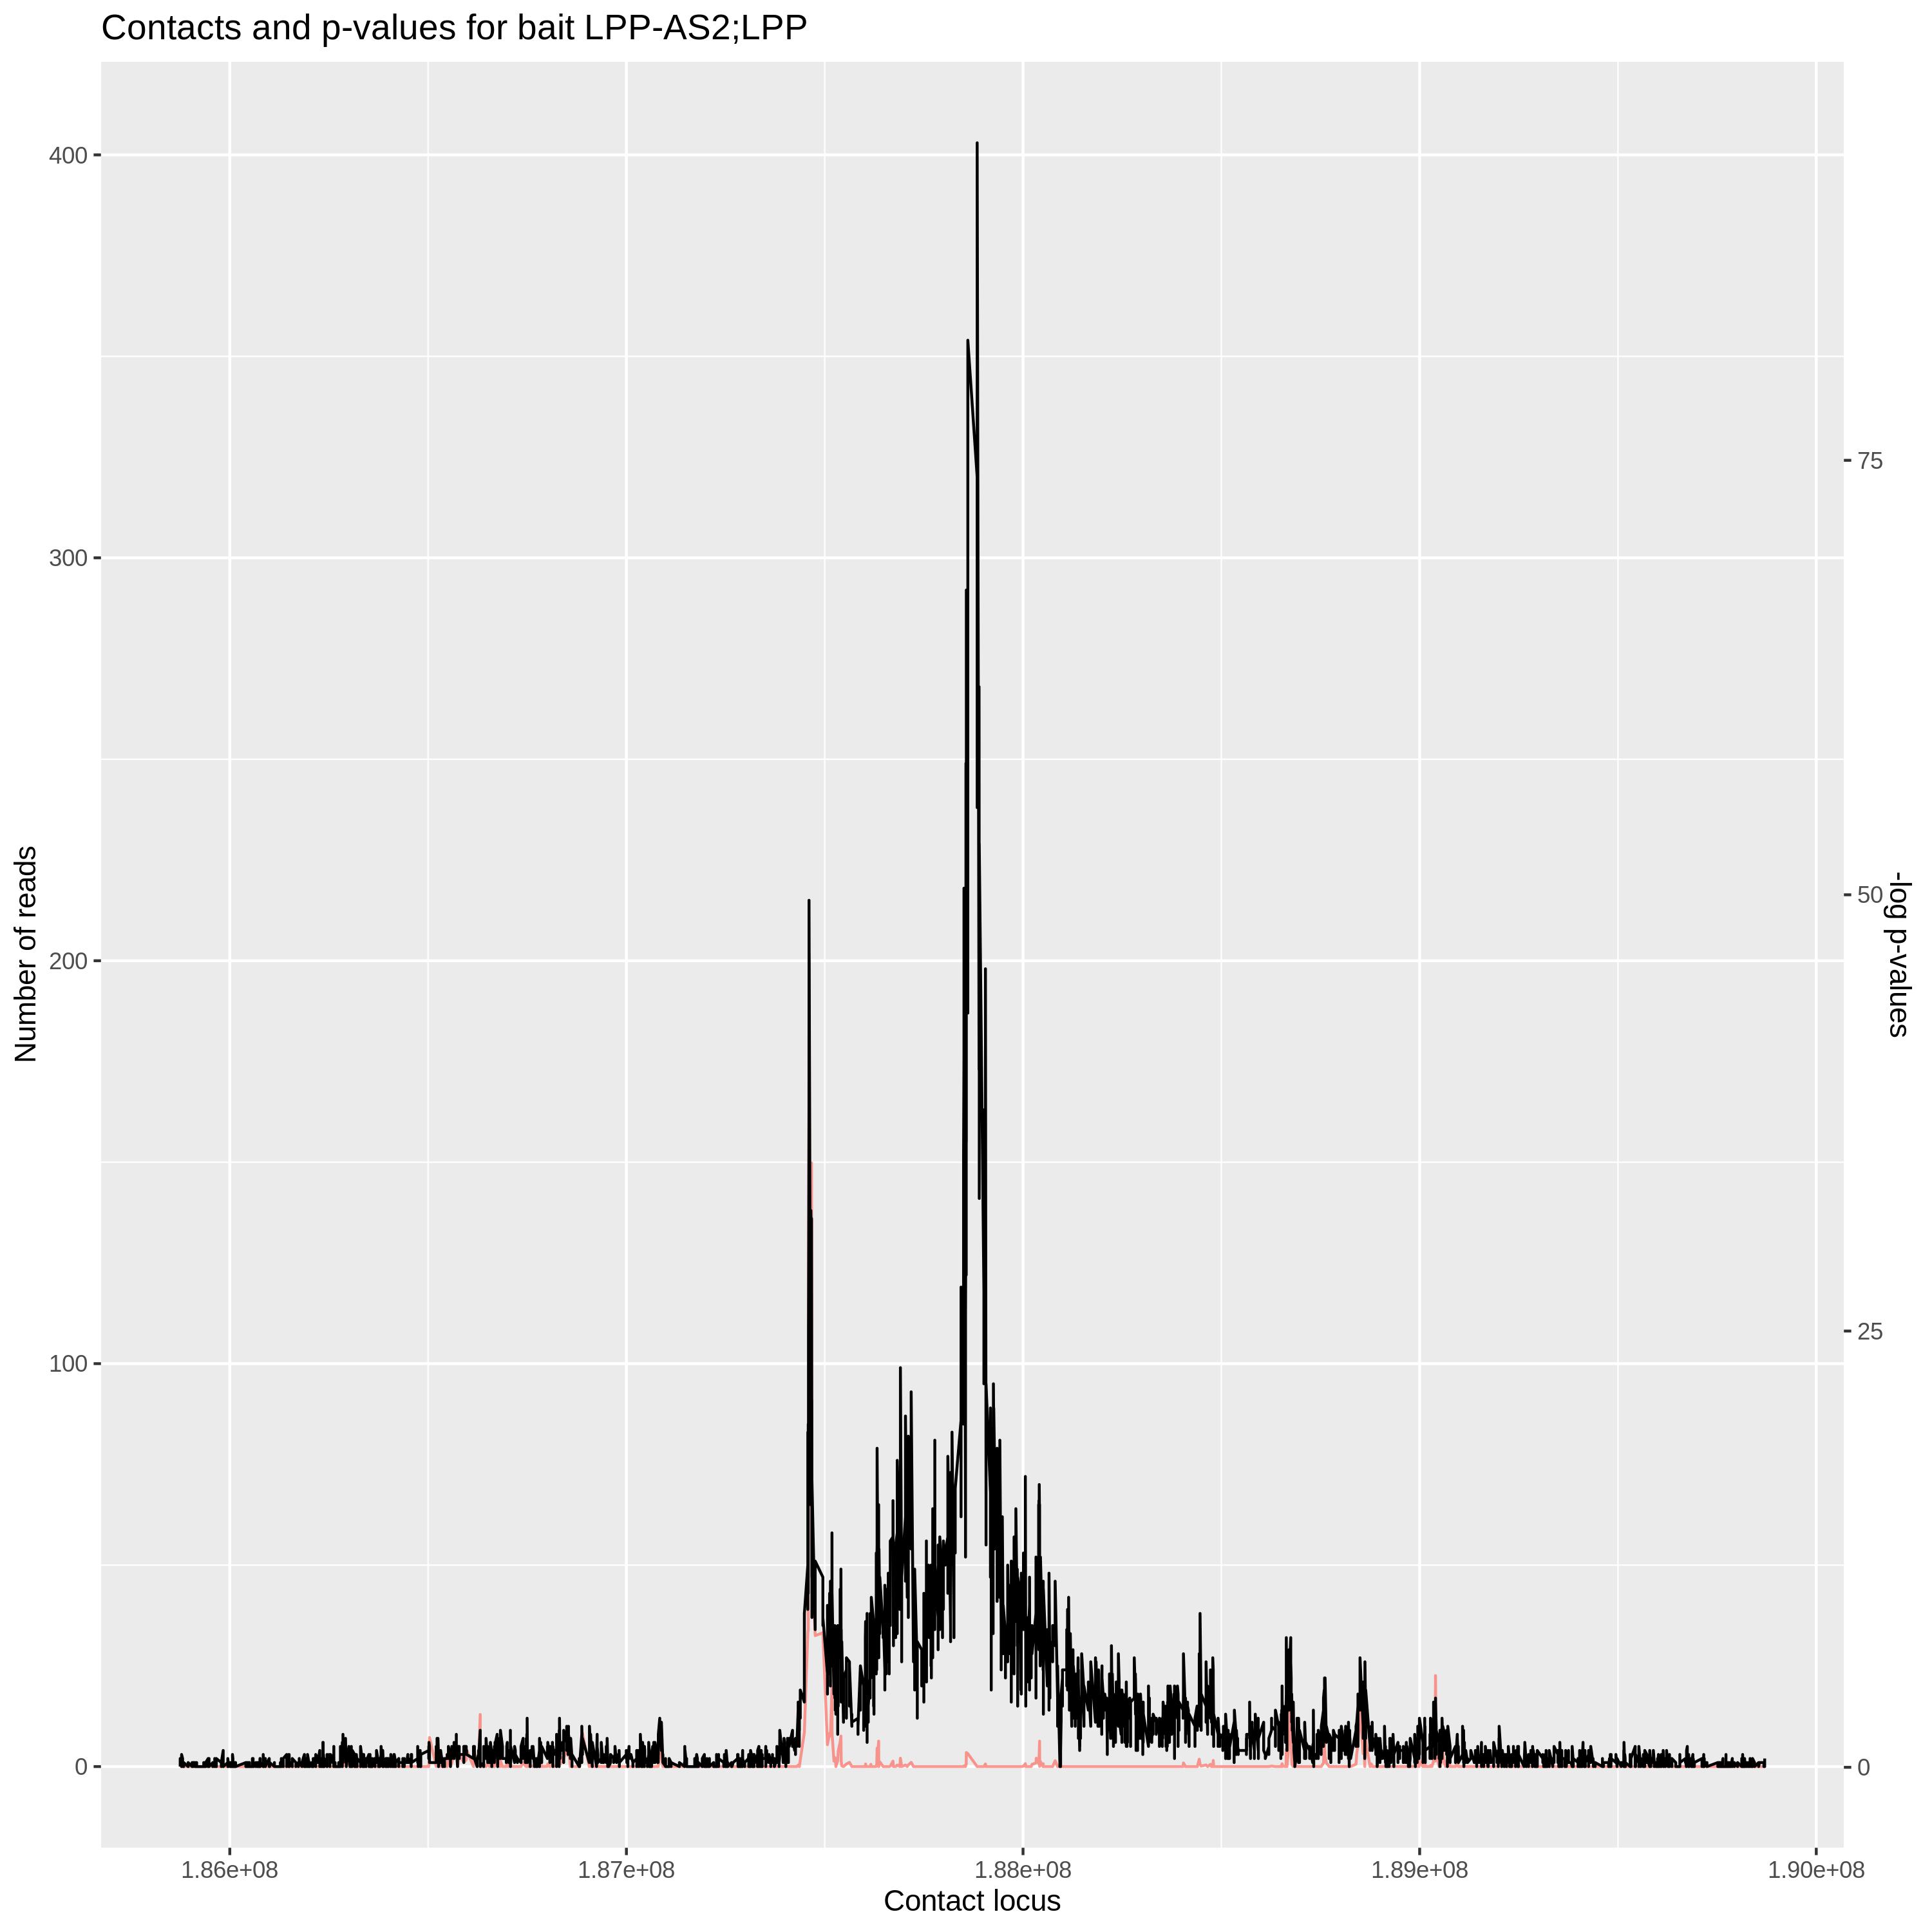 Contacts and p-values for bait LPP-AS2;LPP
400
300
200
100
0
Number of reads
75
50
25
0
-log p-values
1.86e+08 1.87e+08 1.88e+08 1.89e+08 1.90e+08
Contact locus